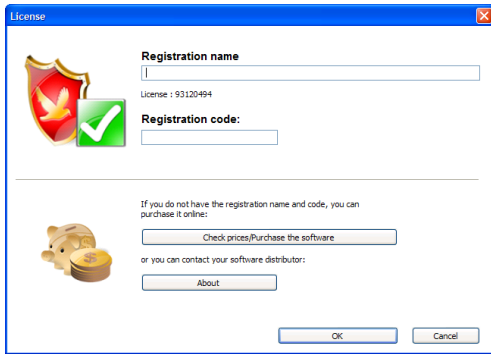 License
Registration name
License : 93120494
Registration code:
If you do not have the registration name and code, you can
purchase it online:
Check prices/Purchase the software
or you can contact your software distributor:
About
OK
Cancel